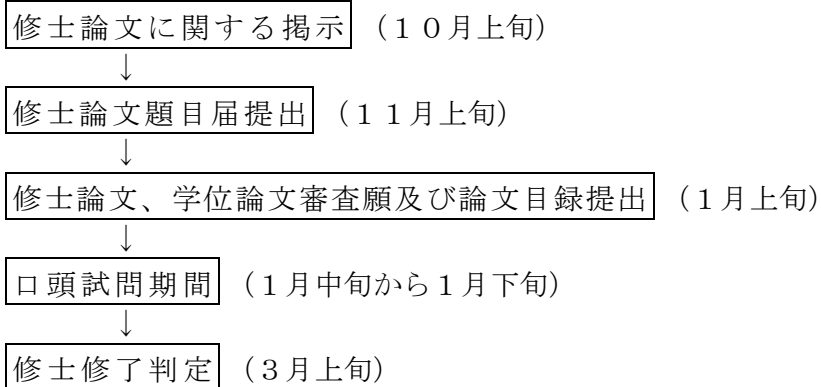 修士論文に関する掲示（１０月上旬）
↓
修士論文題目届提出（１１月上旬）
↓
修士論文、学位論文審査願及び論文目録提出（１月上旬）
↓
口頭試問期間（１月中旬から１月下旬）
↓
修士修了判定（３月上旬）